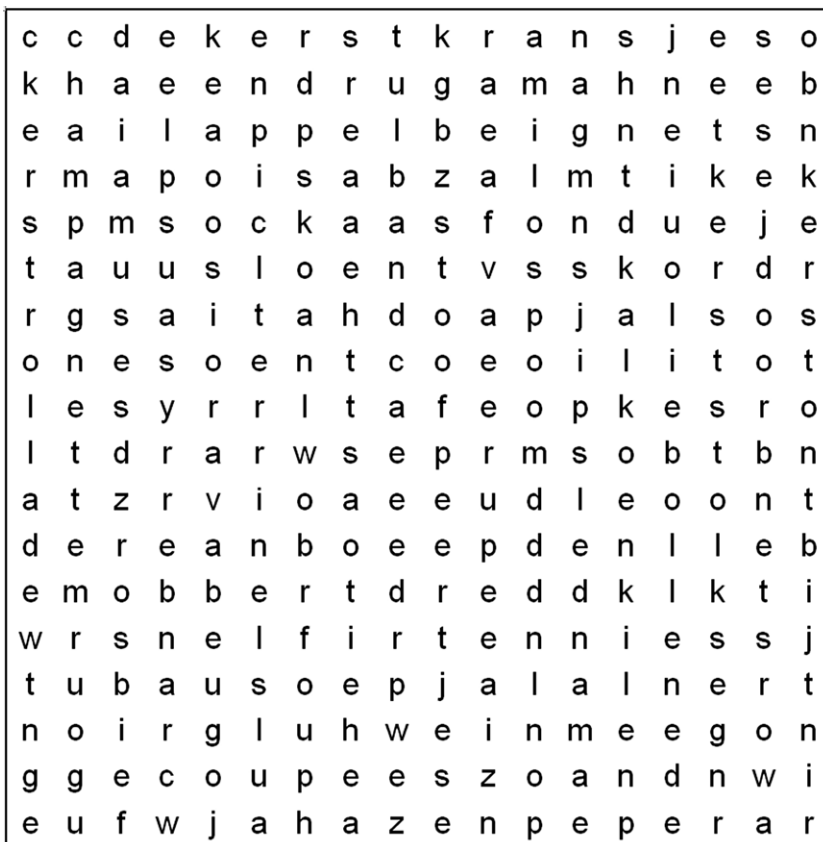 c c d e k e r s t k r a n s j e s o
k h a e e n d r u g a m a h n e e b
e a i l a p p e l b e i g n e t s n
r m a p o i s a b z a l m t i k e k
s p m s o c k a a s f o n d u e j e
t a u u s l o e n t v s s k o r d r
r g s a i t a h d o a p j a l s o s
o n e s o e n t c o e o i l i t o t
l e s y r r l t a f e o p k e s r o
l t d r a r w s e p r m s o b t b n
a t z r v i o a e e u d l e o o n t
d e r e a n b o e e p d e n l l e b
e m o b b e r t d r e d d k l k t i
w r s n e l f i r t e n n i e s s j
t u b a u s o e p j a l a l n e r t
n o i r g l u h w e i n m e e g o n
g g e c o u p e e s z o a n d n w i
e u f w j a h a z e n p e p e r a r